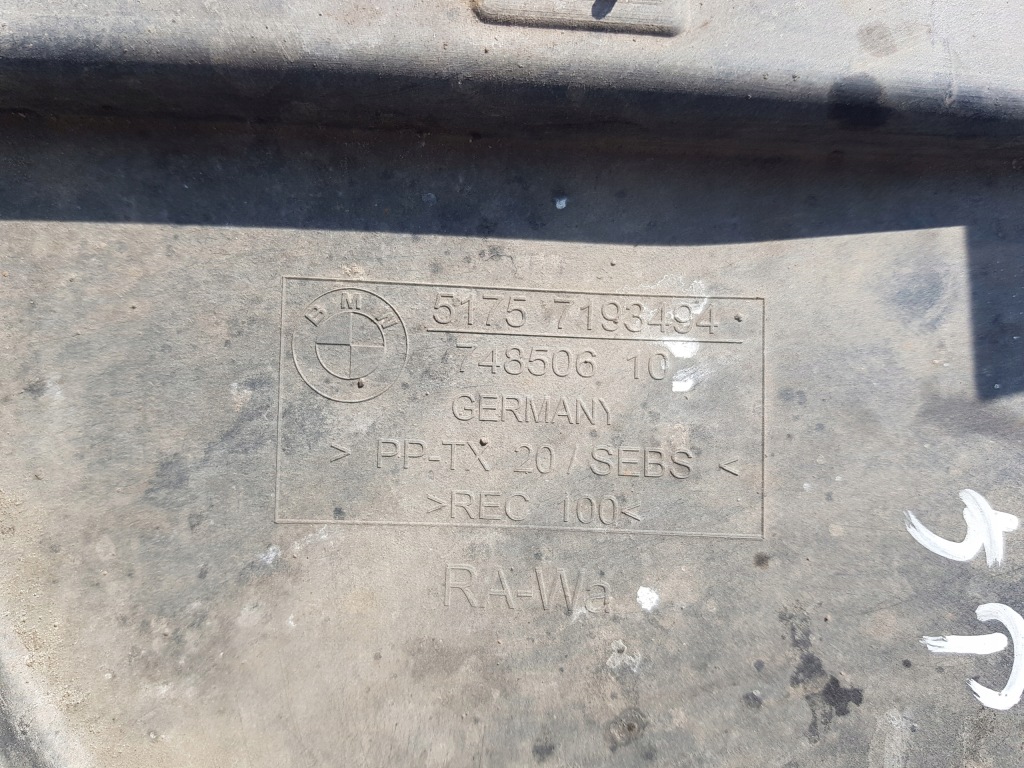 BMW
5175 7193494
748506 10
GERMANY
> PP-TX 20 / SEBS <
>REC 100<
RA-Wa